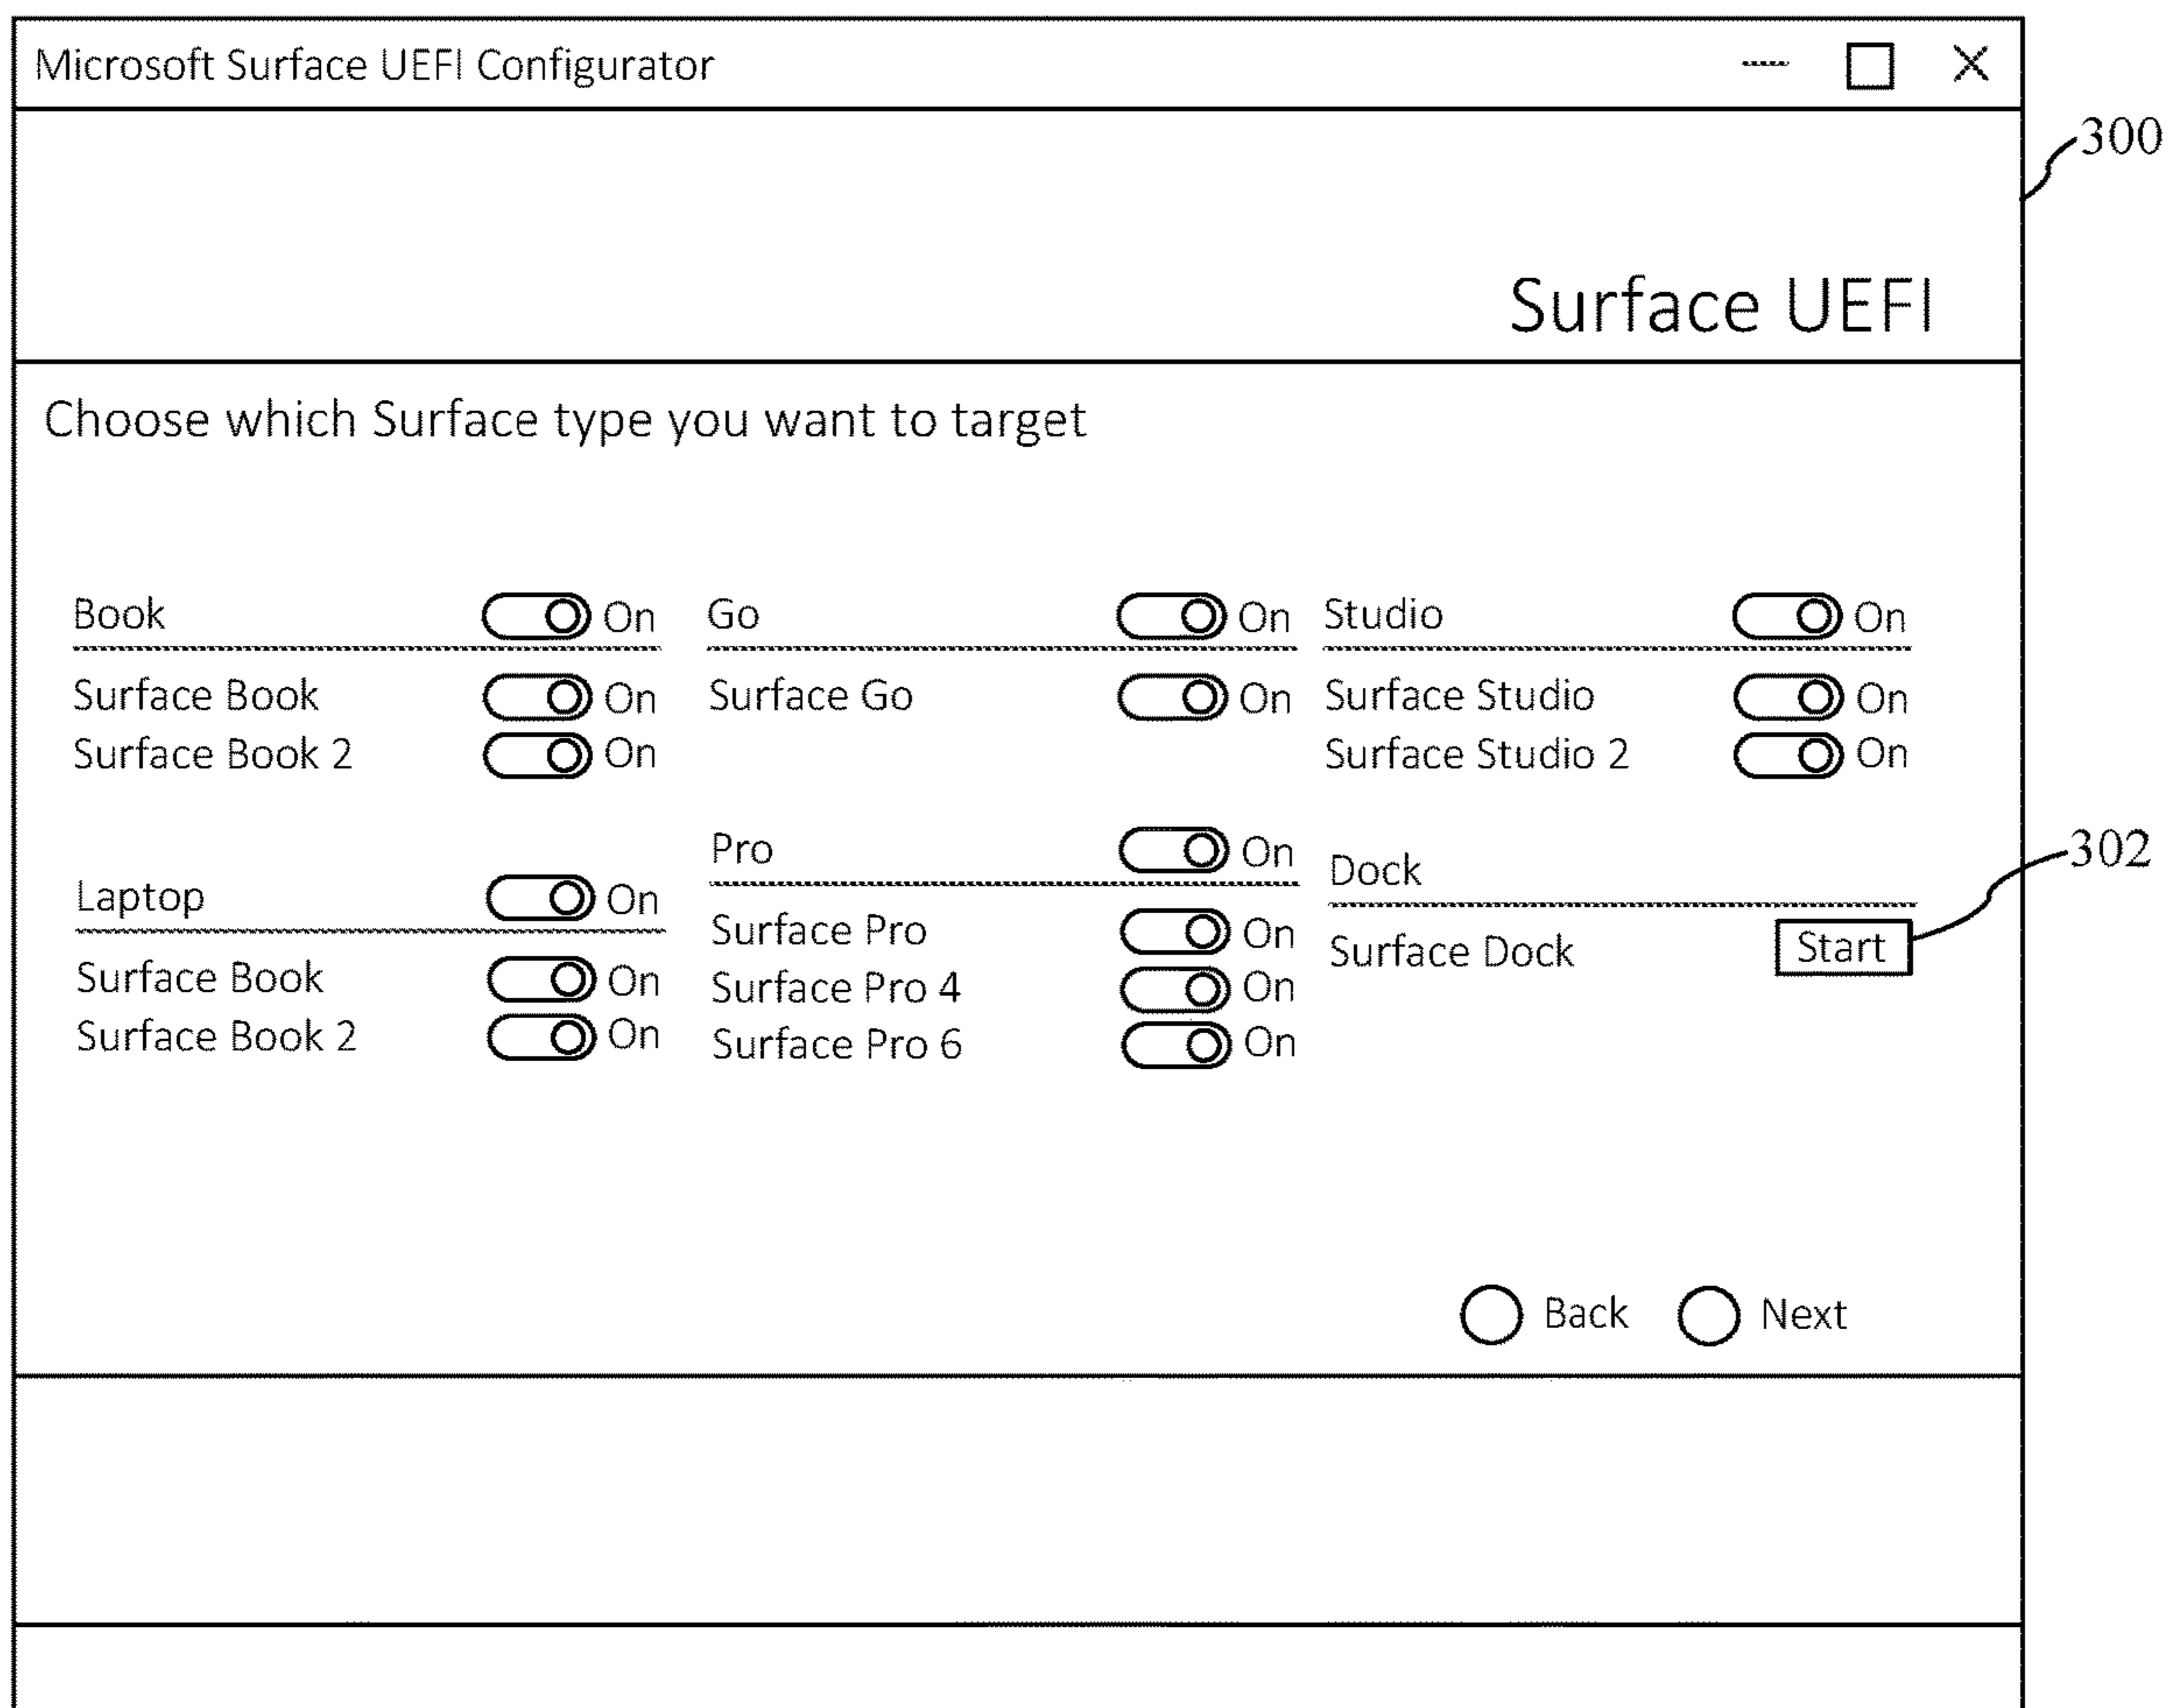 Microsoft Surface UEFI Configurator
300
Surface UEFI
Choose which Surface type you want to target
Book On
Surface Book On
Surface Book 2 On
Go On
Surface Go On
Studio On
Surface Studio On
Surface Studio 2 On
Laptop On
Surface Book On
Surface Book 2 On
Pro On
Surface Pro On
Surface Pro 4 On
Surface Pro 6 On
Dock
302
Surface Dock Start
Back Next